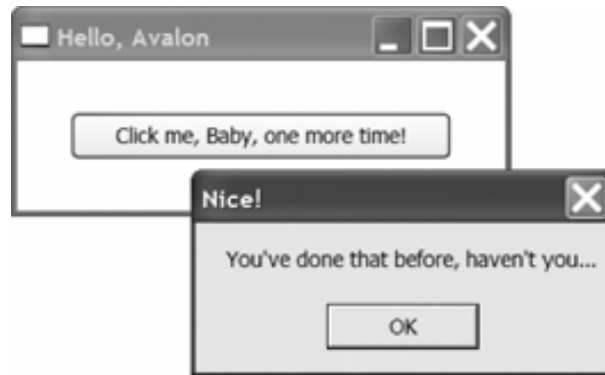 Hello, Avalon
Click me, Baby, one more time!
Nice!
You've done that before, haven't you...
OK